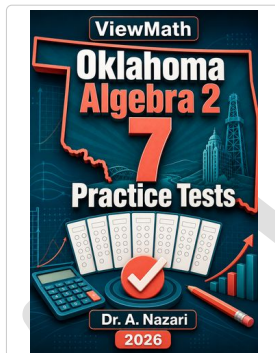 ViewMath
Oklahoma
Algebra 2
7
Practice Tests
Dr. A. Nazari
2026